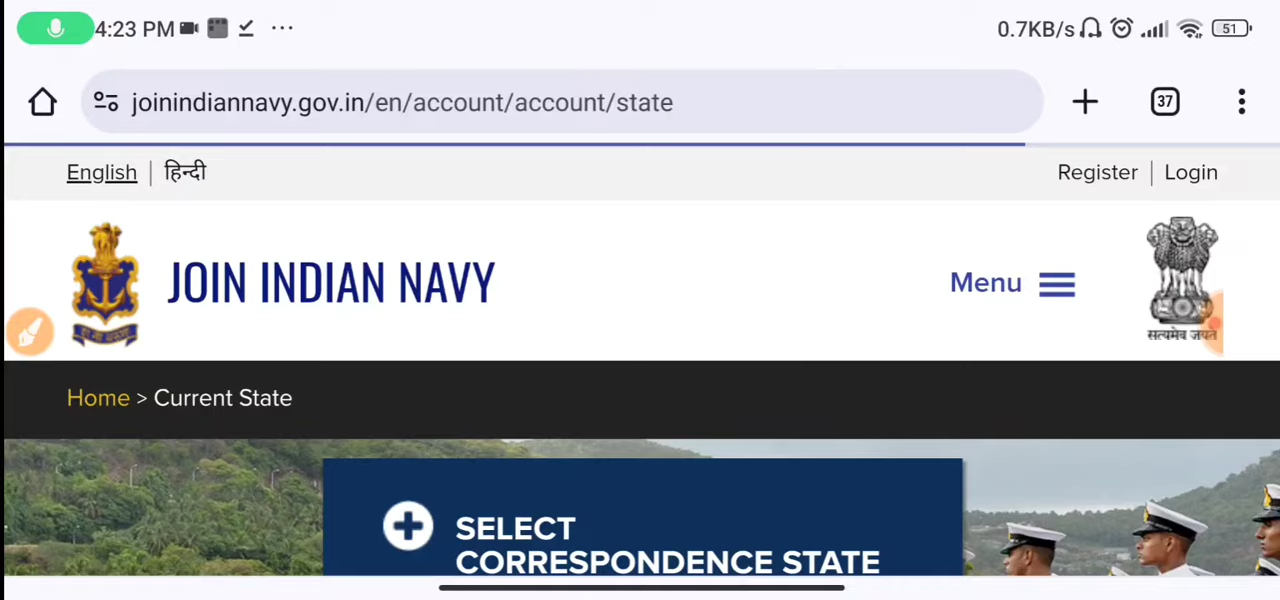 4:23 PM ... 0.7KB/s 51
joinindiannavy.gov.in/en/account/account/state 37
English | हिन्दी Register | Login
JOIN INDIAN NAVY Menu
सत्यमेव जयते
Home > Current State
SELECT
CORRESPONDENCE STATE